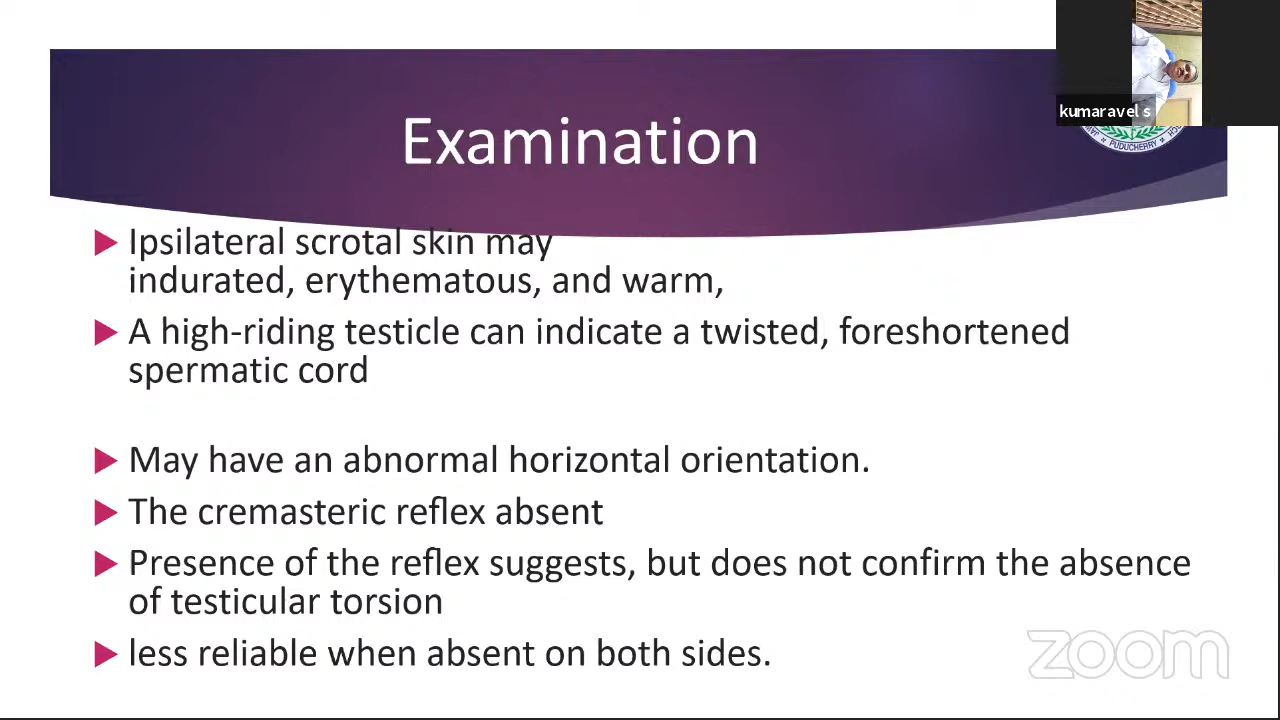 kumaravel s
PUDUCHERRY
Examination
Ipsilateral scrotal skin may
indurated, erythematous, and warm,
A high-riding testicle can indicate a twisted, foreshortened
spermatic cord
May have an abnormal horizontal orientation.
The cremasteric reflex absent
Presence of the reflex suggests, but does not confirm the absence
of testicular torsion
less reliable when absent on both sides.
zoom